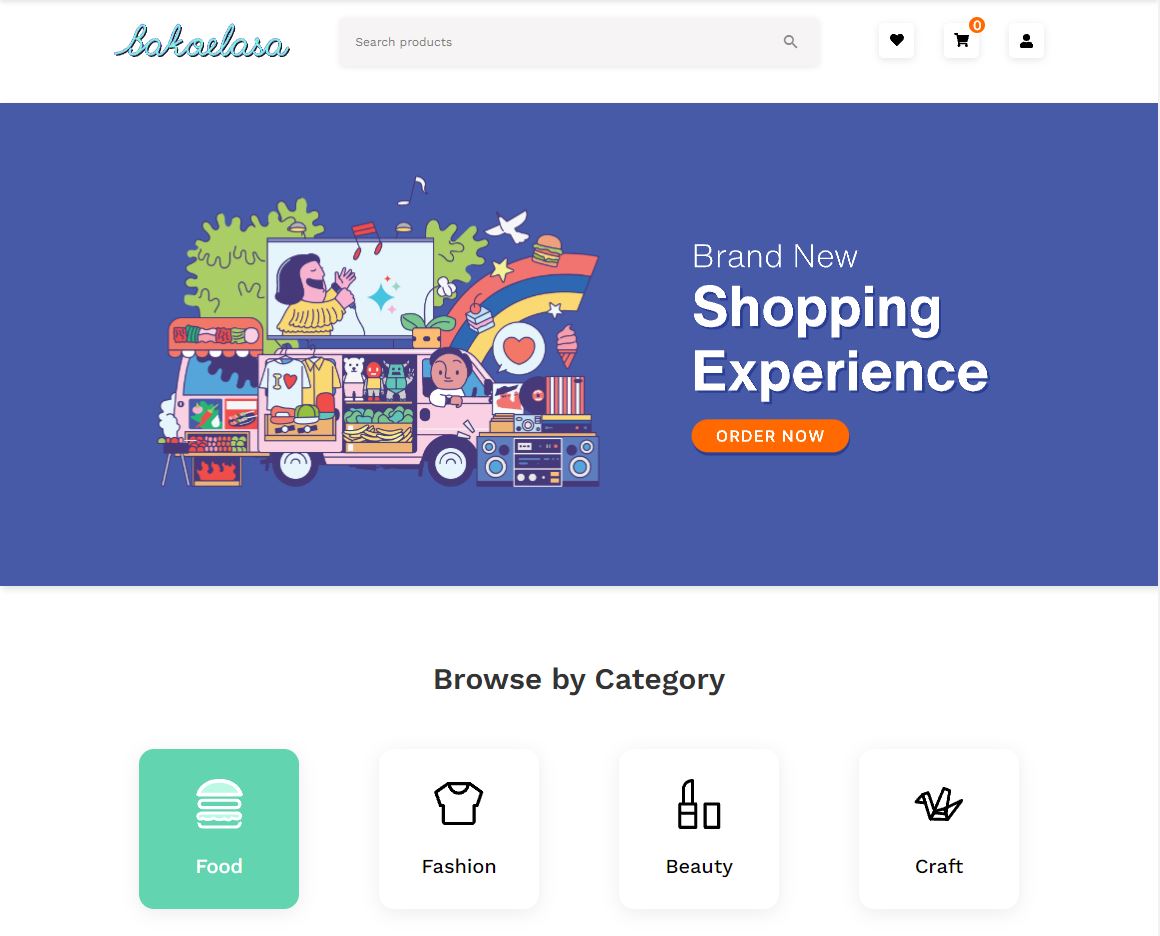 bakoelasa
Search products
0
Brand New
Shopping
Experience
ORDER NOW
I
Browse by Category
Food
Fashion
Beauty
Craft